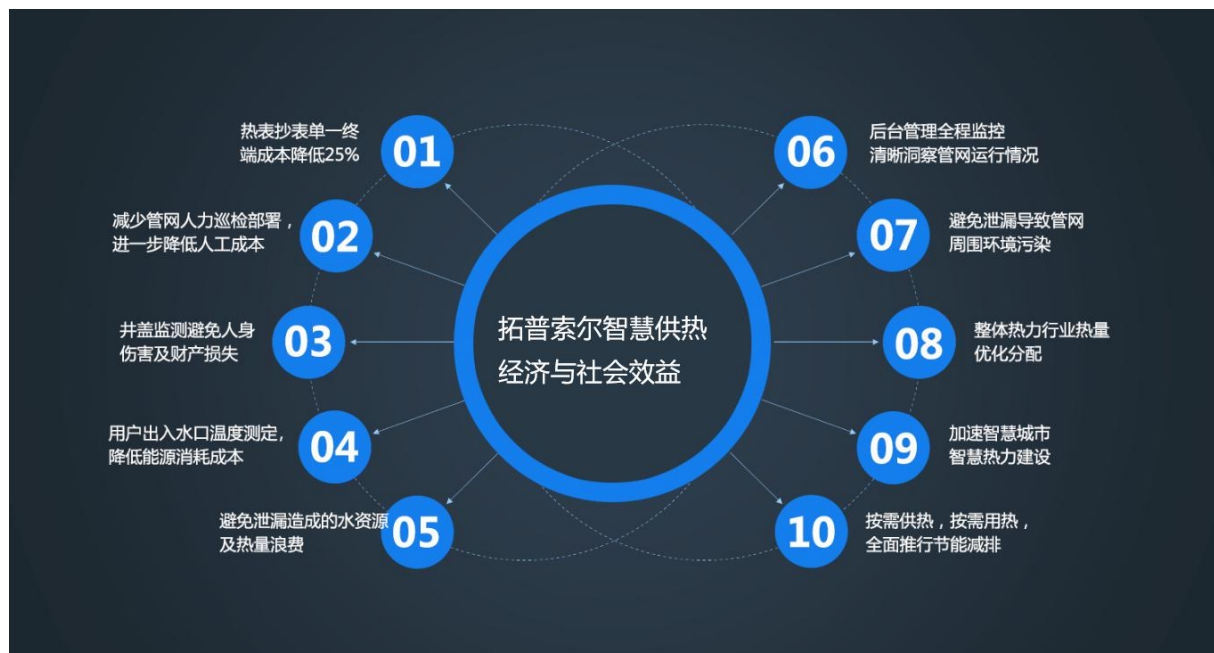 热表抄表单一终
端成本降低25%
01
减少管网人力巡检部署，
进一步降低人工成本
02
井盖监测避免人身
伤害及财产损失
03
用户出入水口温度测定，
降低能源消耗成本
04
避免泄漏造成的水资源
及热量浪费
05
拓普索尔智慧供热
经济与社会效益
06
后台管理全程监控
清晰洞察管网运行情况
07
避免泄漏导致管网
周围环境污染
08
整体热力行业热量
优化分配
09
加速智慧城市
智慧热力建设
10
按需供热，按需用热，
全面推行节能减排